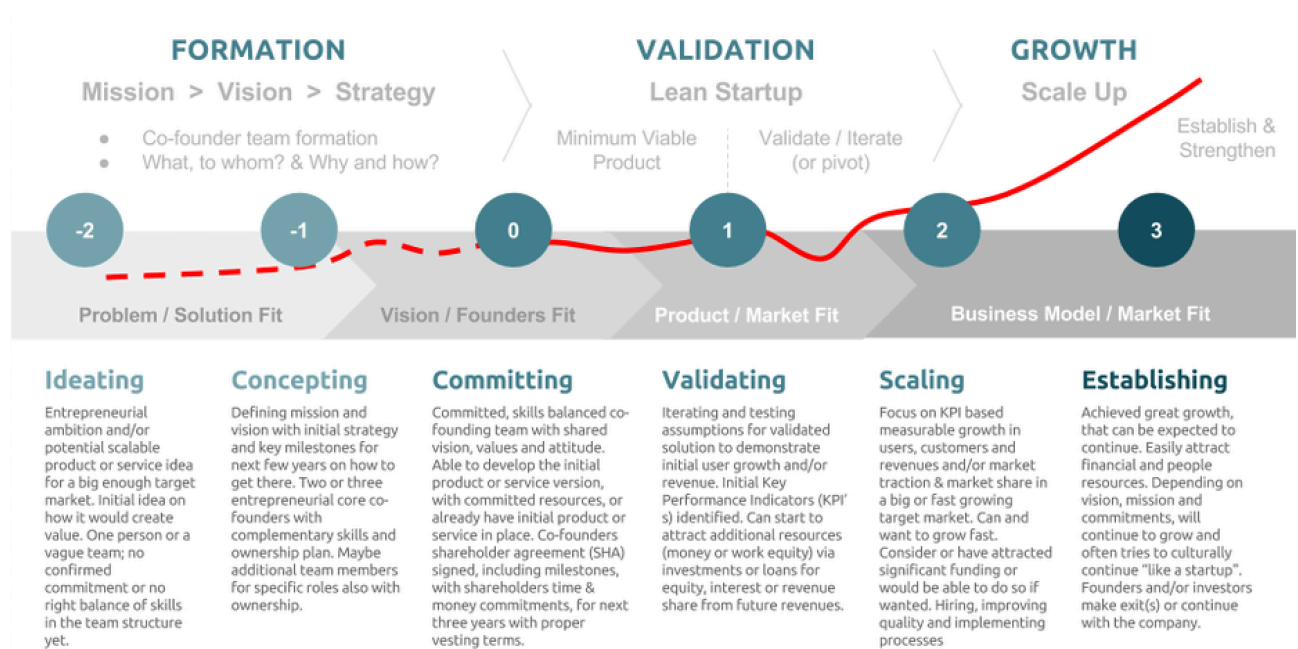 FORMATION
Mission > Vision > Strategy
● Co-founder team formation
● What, to whom? & Why and how?
VALIDATION
Lean Startup
Minimum Viable
Product
Validate / Iterate
(or pivot)
GROWTH
Scale Up
Establish &
Strengthen
-2
-1
0
1
2
3
Problem / Solution Fit
Vision / Founders Fit
Product / Market Fit
Business Model / Market Fit
Ideating
Entrepreneurial
ambition and/or
potential scalable
product or service idea
for a big enough target
market. Initial idea on
how it would create
value. One person or a
vague team; no
confirmed
commitment or no
right balance of skills
in the team structure
yet.
Concepting
Defining mission and
vision with initial strategy
and key milestones for
next few years on how to
get there. Two or three
entrepreneurial core co-
founders with
complementary skills and
ownership plan. Maybe
additional team members
for specific roles also with
ownership.
Committing
Committed, skills balanced co-
founding team with shared
vision, values and attitude.
Able to develop the initial
product or service version,
with committed resources, or
already have initial product or
service in place. Co-founders
shareholder agreement (SHA)
signed, including milestones,
with shareholders time &
money commitments, for next
three years with proper
vesting terms.
Validating
Iterating and testing
assumptions for validated
solution to demonstrate
initial user growth and/or
revenue. Initial Key
Performance Indicators (KPI'
s) identified. Can start to
attract additional resources
(money or work equity) via
investments or loans for
equity, interest or revenue
share from future revenues.
Scaling
Focus on KPI based
measurable growth in
users, customers and
revenues and/or market
traction & market share in
a big or fast growing
target market. Can and
want to grow fast.
Consider or have attracted
significant funding or
would be able to do so if
wanted. Hiring, improving
quality and implementing
processes
Establishing
Achieved great growth,
that can be expected to
continue. Easily attract
financial and people
resources. Depending on
vision, mission and
commitments, will
continue to grow and
often tries to culturally
continue “like a startup”.
Founders and/or investors
make exit(s) or continue
with the company.